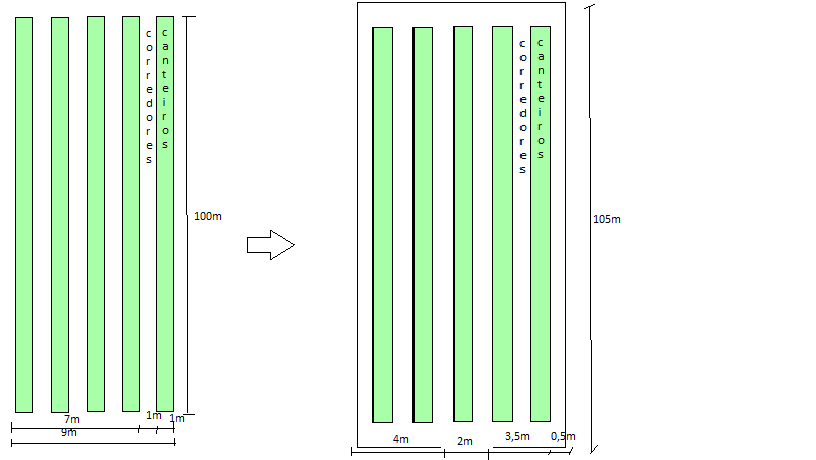 corredores
canteiros
100m
7m
1m
1m
9m
corredores
canteiros
105m
4m
2m
3,5m
0,5m